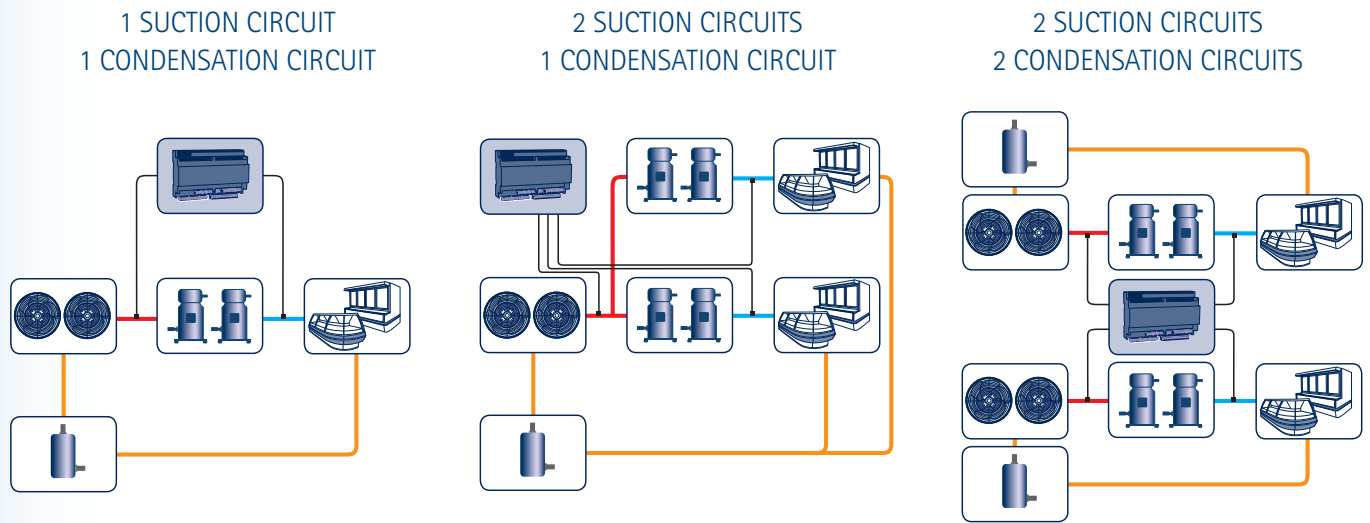 1 SUCTION CIRCUIT
1 CONDENSATION CIRCUIT
2 SUCTION CIRCUITS
1 CONDENSATION CIRCUIT
2 SUCTION CIRCUITS
2 CONDENSATION CIRCUITS